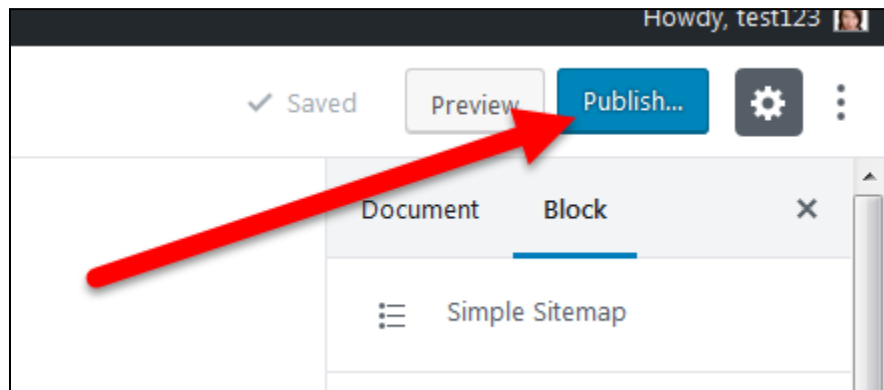 Howdy, test123
Saved
Preview
Publish...
Document
Block
Simple Sitemap